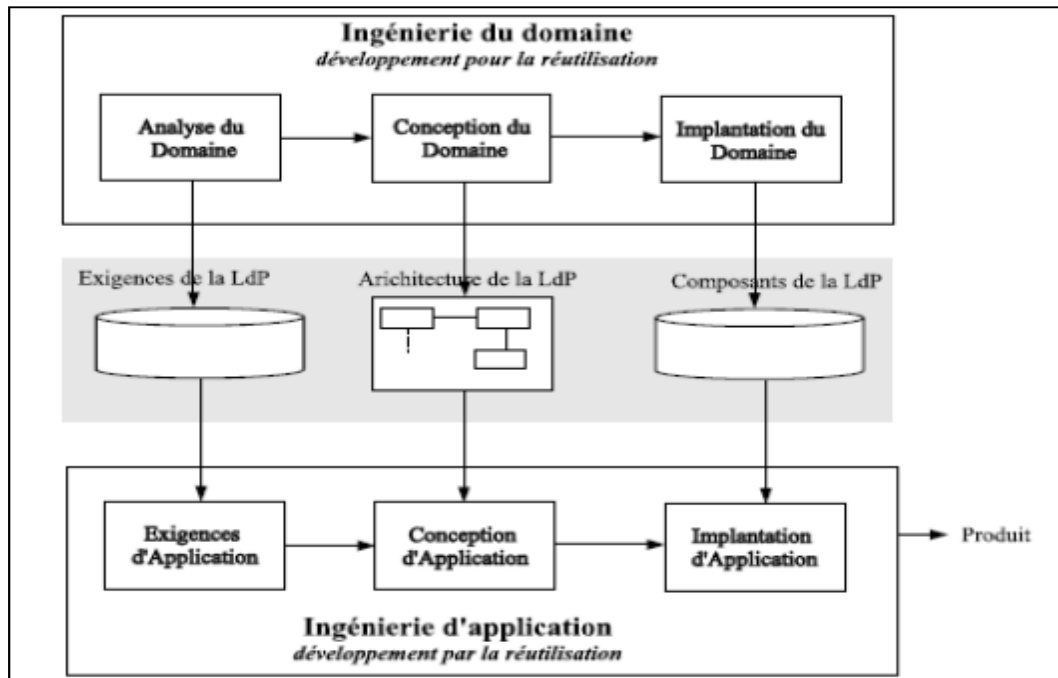 Ingénierie du domaine
développement pour la réutilisation
Analyse du
Domaine
Conception du
Domaine
Implantation du
Domaine
Exigences de la LdP
Arichitecture de la LdP
Composants de la LdP
Exigences
d'Application
Conception
d'Application
Implantation
d'Application
Produit
Ingénierie d'application
développement par la réutilisation